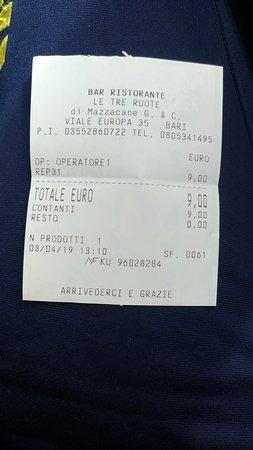 BAR RISTORANTE
LE TRE RUOTE
di Mazzacane G. & C.
VIALE EUROPA 35 BARI
P.I. 03552860722 TEL. 0805341495
EURO
OP: OPERATORE1
REP31 9,00
TOTALE EURO 9,00
CONTANTI 9,00
RESTO 0,00
N PRODOTTI 1
03/04/19 13:10 SF. 0061
MF KU 96028284
ARRIVEDERCI E GRAZIE